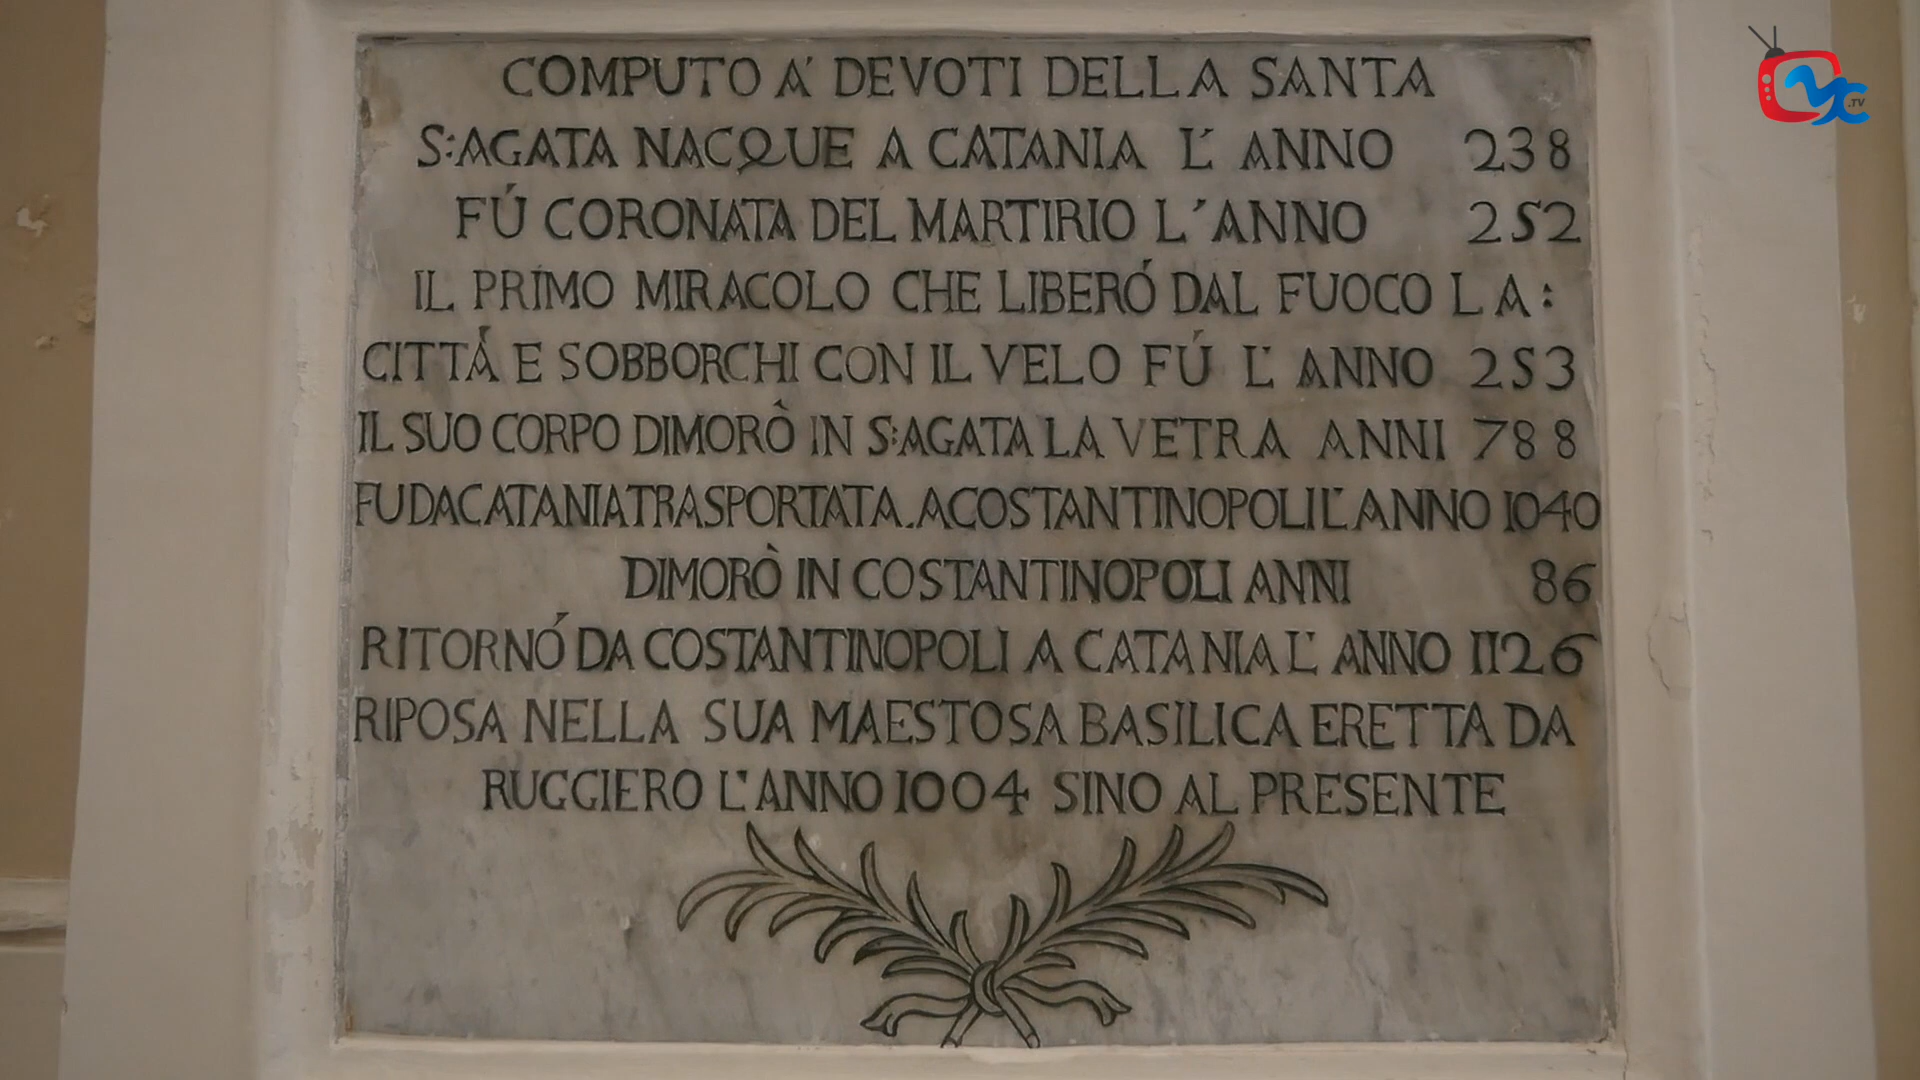 COMPUTO A' DEVOTI DELLA SANTA
S:AGATA NACQUE A CATANIA L' ANNO 238
FÚ CORONATA DEL MARTIRIO L'ANNO 252
IL PRIMO MIRACOLO CHE LIBERÓ DAL FUOCO LA:
CITTÁ E SOBBORCHI CON IL VELO FÚ L' ANNO 253
IL SUO CORPO DIMORÒ IN S:AGATA LA VETRA ANNI 788
FU DA CATANIA TRASPORTATA.A COSTANTINOPOLI L'ANNO 1040
DIMORÒ IN COSTANTINOPOLI ANNI 86
RITORNÓ DA COSTANTINOPOLI A CATANIA L' ANNO 1126
RIPOSA NELLA SUA MAESTOSA BASILICA ERETTA DA
RUGGIERO L'ANNO 1004 SINO AL PRESENTE
.TV